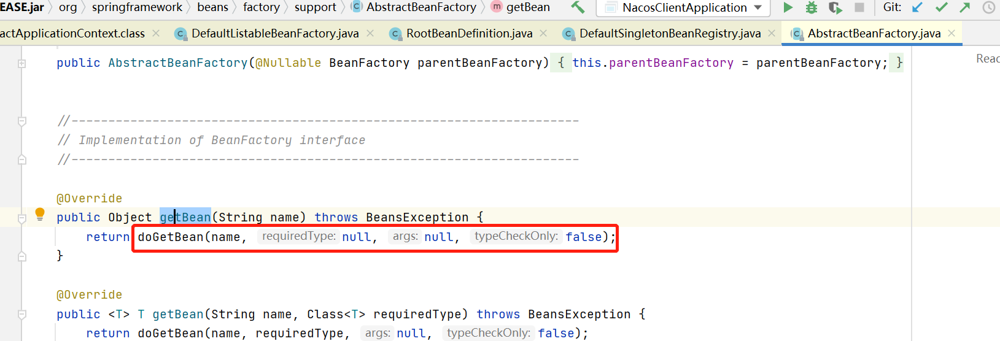 EASE.jar org springframework beans factory support AbstractBeanFactory getBean NacosClientApplication Git:
actApplicationContext.class DefaultListableBeanFactory.java RootBeanDefinition.java DefaultSingletonBeanRegistry.java AbstractBeanFactory.java
public AbstractBeanFactory(@Nullable BeanFactory parentBeanFactory) { this.parentBeanFactory = parentBeanFactory; }
Read
//---------------------------------------------------------------------
// Implementation of BeanFactory interface
//---------------------------------------------------------------------
@Override
public Object getBean(String name) throws BeansException {
return doGetBean(name, requiredType: null, args: null, typeCheckOnly: false);
}
@Override
public <T> T getBean(String name, Class<T> requiredType) throws BeansException {
return doGetBean(name, requiredType, args: null, typeCheckOnly: false);